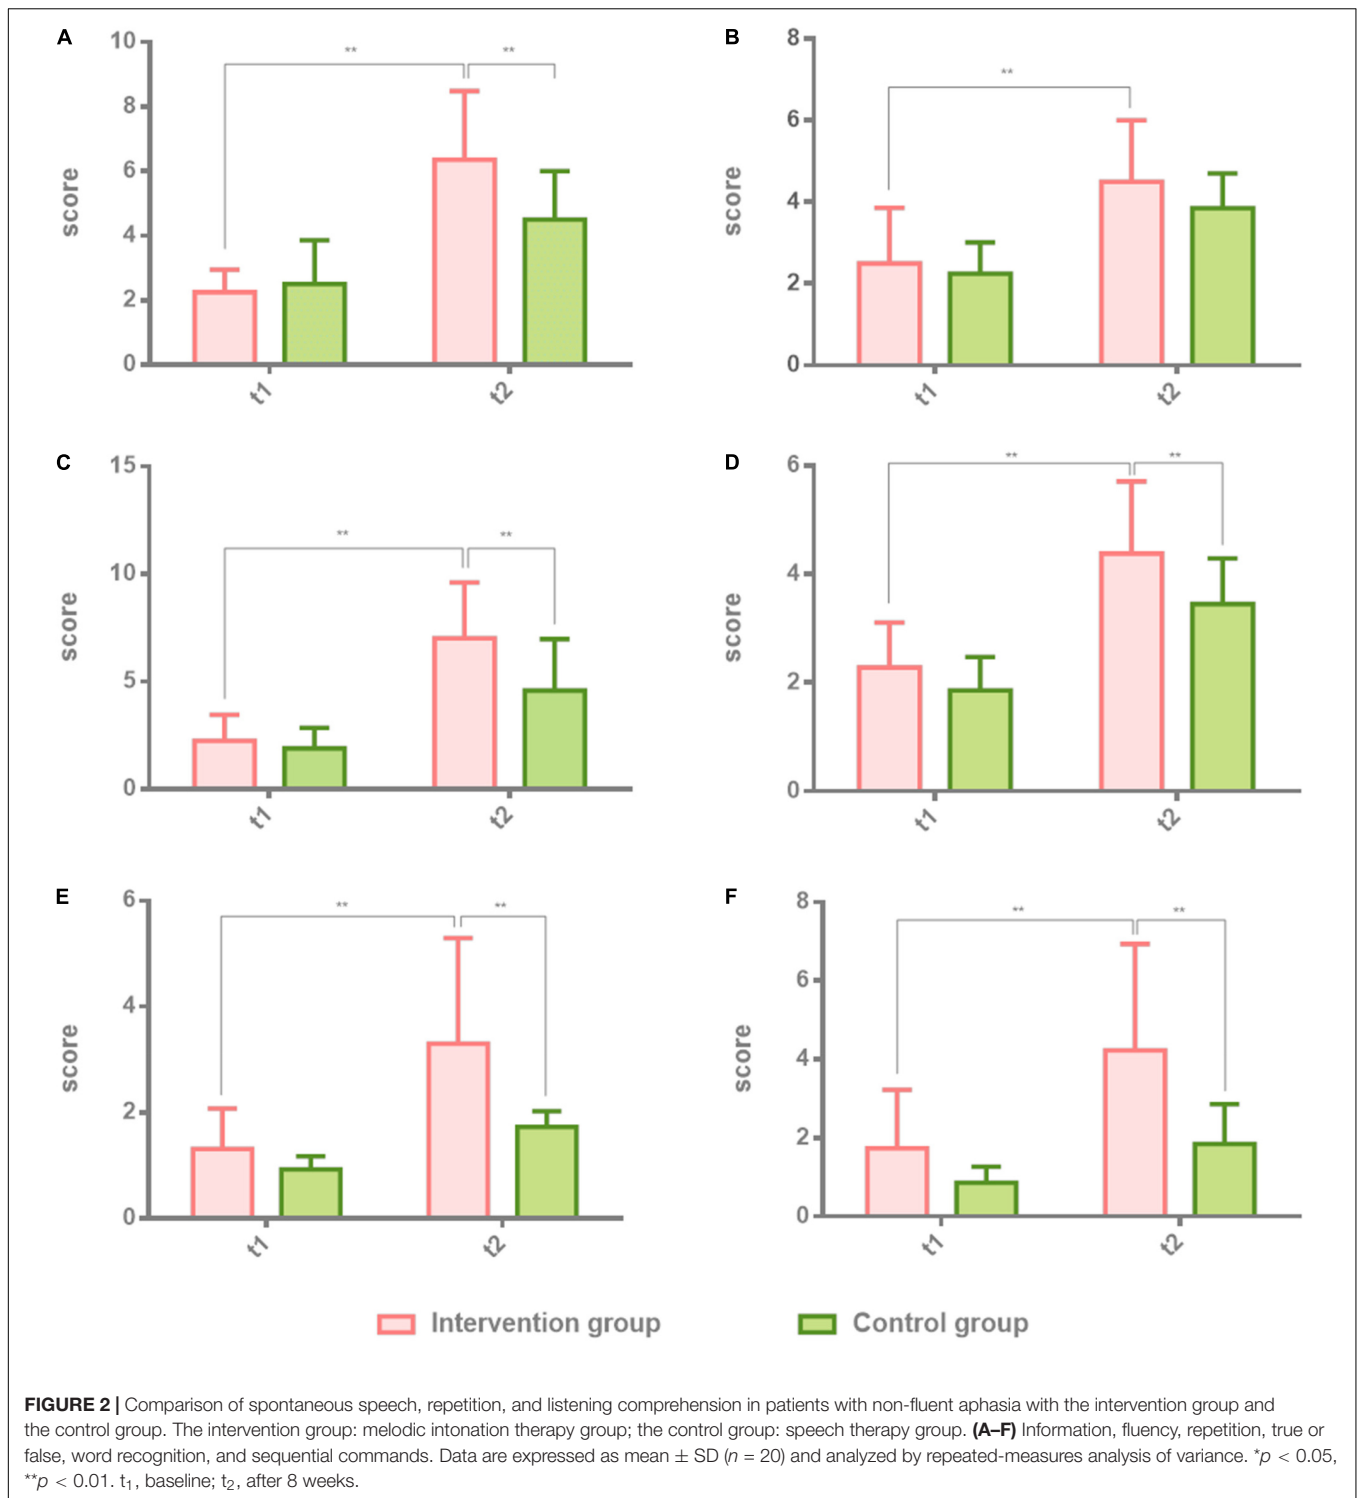 A
10
8
6
4
2
0
score
**
**
t1
t2
B
8
6
4
2
0
score
**
t1
t2
C
15
10
5
0
score
**
**
t1
t2
D
6
4
2
0
score
**
**
t1
t2
E
6
4
2
0
score
**
**
t1
t2
F
8
6
4
2
0
score
**
**
t1
t2
Intervention group
Control group
FIGURE 2 | Comparison of spontaneous speech, repetition, and listening comprehension in patients with non-fluent aphasia with the intervention group and
the control group. The intervention group: melodic intonation therapy group; the control group: speech therapy group. (A–F) Information, fluency, repetition, true or
false, word recognition, and sequential commands. Data are expressed as mean ± SD (n = 20) and analyzed by repeated-measures analysis of variance. *p < 0.05,
**p < 0.01. t1, baseline; t2, after 8 weeks.